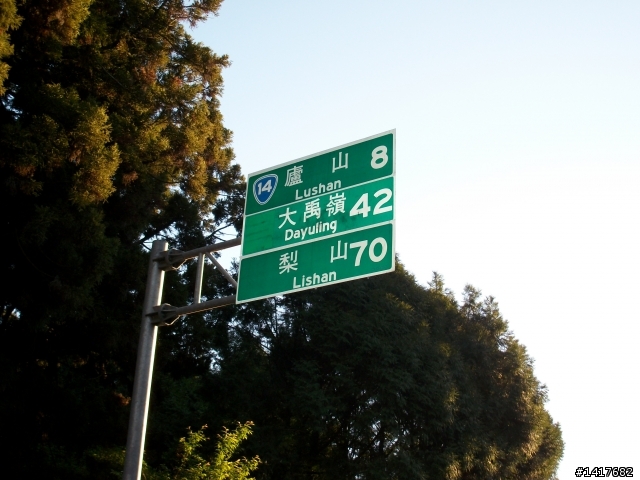 14 廬山 8
Lushan
大禹嶺 42
Dayuling
梨山 70
Lishan
#1417682